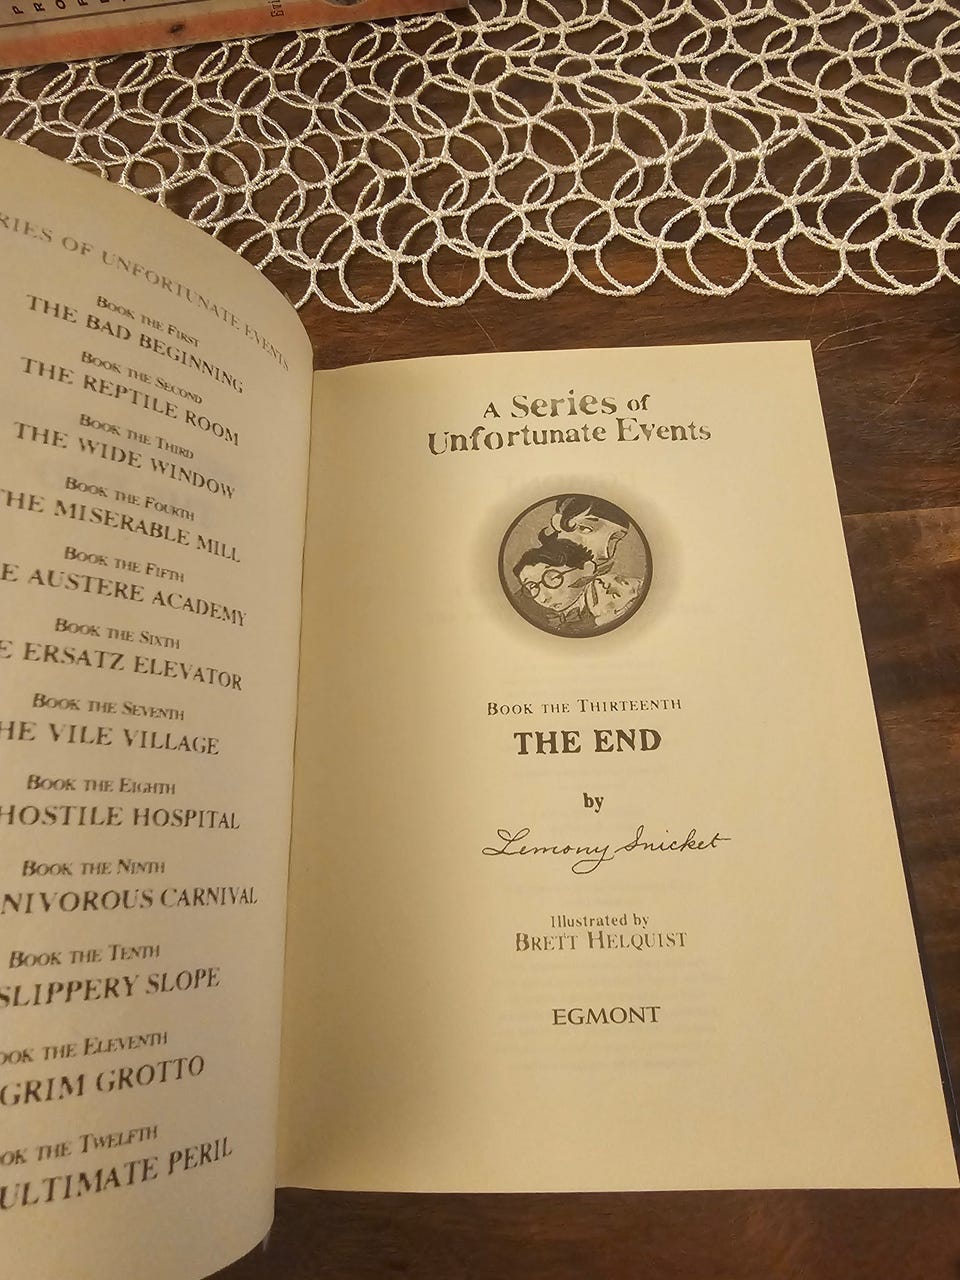 RIES OF UNFORTUNATE EVENTS
BOOK THE FIRST
THE BAD BEGINNING
BOOK THE SECOND
THE REPTILE ROOM
BOOK THE THIRD
THE WIDE WINDOW
BOOK THE FOURTH
THE MISERABLE MILL
BOOK THE FIFTH
E AUSTERE ACADEMY
BOOK THE SIXTH
E ERSATZ ELEVATOR
BOOK THE SEVENTH
HE VILE VILLAGE
BOOK THE EIGHTH
HOSTILE HOSPITAL
BOOK THE NINTH
NIVOROUS CARNIVAL
BOOK THE TENTH
SLIPPERY SLOPE
OOK THE ELEVENTH
GRIM GROTTO
OOK THE TWELFTH
ULTIMATE PERIL
A Series of
Unfortunate Events
BOOK THE THIRTEENTH
THE END
by
Lemony Snicket
Illustrated by
BRETT HELQUIST
EGMONT